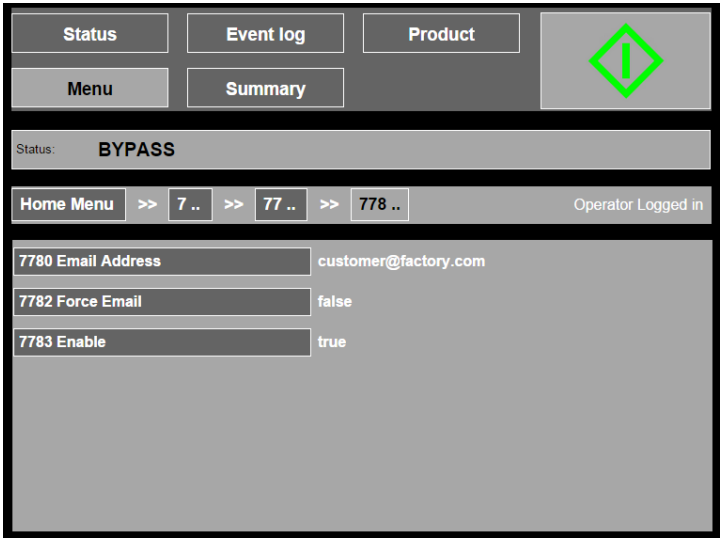 Status Event log Product
Menu Summary
Status: BYPASS
Home Menu >> 7 .. >> 77 .. >> 778 .. Operator Logged in
7780 Email Address customer@factory.com
7782 Force Email false
7783 Enable true